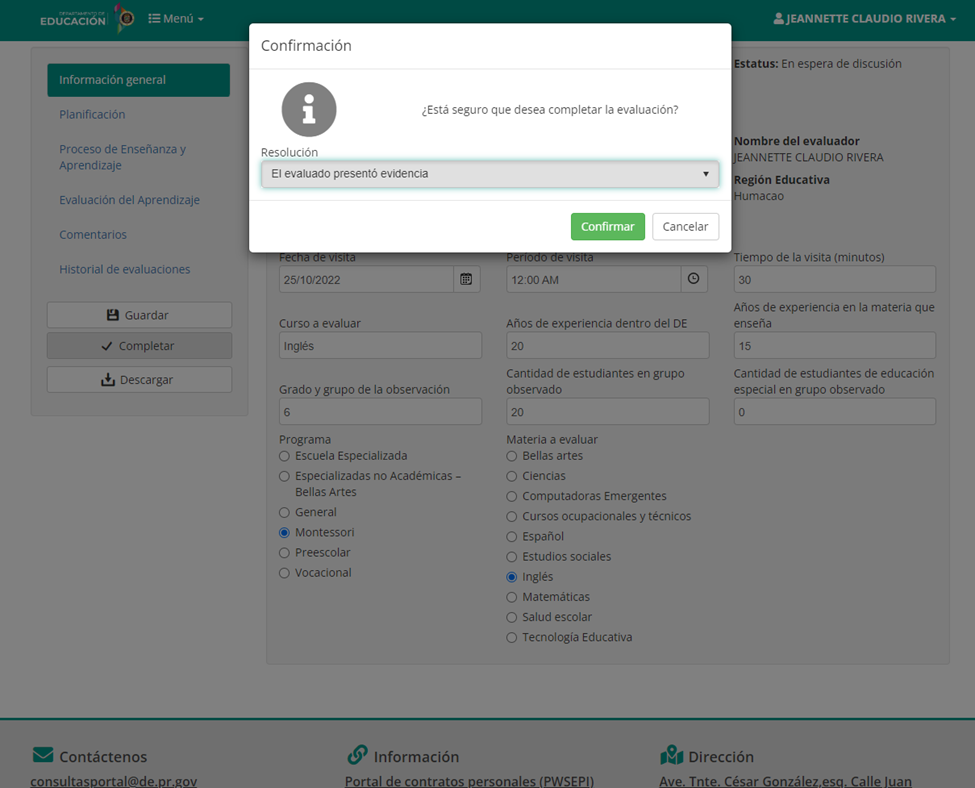 DEPARTAMENTO DE
EDUCACIÓN
Menú
JEANNETTE CLAUDIO RIVERA
Confirmación
¿Está seguro que desea completar la evaluación?
Resolución
El evaluado presentó evidencia
Confirmar
Cancelar
Información general
Planificación
Proceso de Enseñanza y
Aprendizaje
Evaluación del Aprendizaje
Comentarios
Historial de evaluaciones
Guardar
Completar
Descargar
Estatus: En espera de discusión
Nombre del evaluador
JEANNETTE CLAUDIO RIVERA
Región Educativa
Humacao
Fecha de visita
25/10/2022
Periodo de visita
12:00 AM
Tiempo de la visita (minutos)
30
Curso a evaluar
Inglés
Años de experiencia dentro del DE
20
Años de experiencia en la materia que
enseña
15
Grado y grupo de la observación
6
Cantidad de estudiantes en grupo
observado
20
Cantidad de estudiantes de educación
especial en grupo observado
0
Programa
Escuela Especializada
Especializadas no Académicas –
Bellas Artes
General
Montessori
Preescolar
Vocacional
Materia a evaluar
Bellas artes
Ciencias
Computadoras Emergentes
Cursos ocupacionales y técnicos
Español
Estudios sociales
Inglés
Matemáticas
Salud escolar
Tecnología Educativa
Contáctenos
consultasportal@de.pr.gov
Información
Portal de contratos personales (PWSEPI)
Dirección
Ave. Tnte. César González,esq. Calle Juan